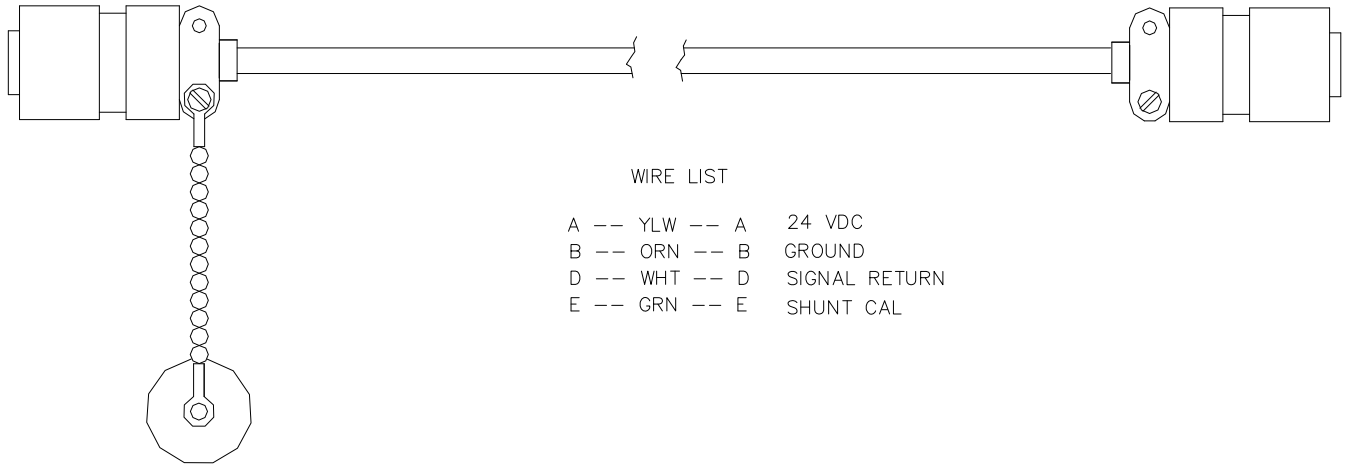 WIRE LIST
A -- YLW -- A 24 VDC
B -- ORN -- B GROUND
D -- WHT -- D SIGNAL RETURN
E -- GRN -- E SHUNT CAL